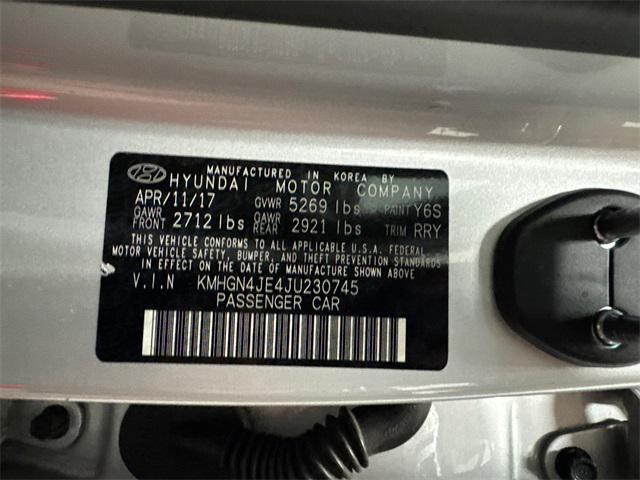 MANUFACTURED IN KOREA BY
HYUNDAI MOTOR COMPANY
APR/11/17 GVWR 5269 lbs PAINT Y6S
GAWR FRONT 2712 lbs GAWR REAR 2921 lbs TRIM RRY
THIS VEHICLE CONFORMS TO ALL APPLICABLE U.S.A. FEDERAL
MOTOR VEHICLE SAFETY, BUMPER, AND THEFT PREVENTION STANDARDS
IN EFFECT ON THE DATE OF MANUFACTURE SHOWN ABOVE
V.I.N KMHGN4JE4JU230745
PASSENGER CAR